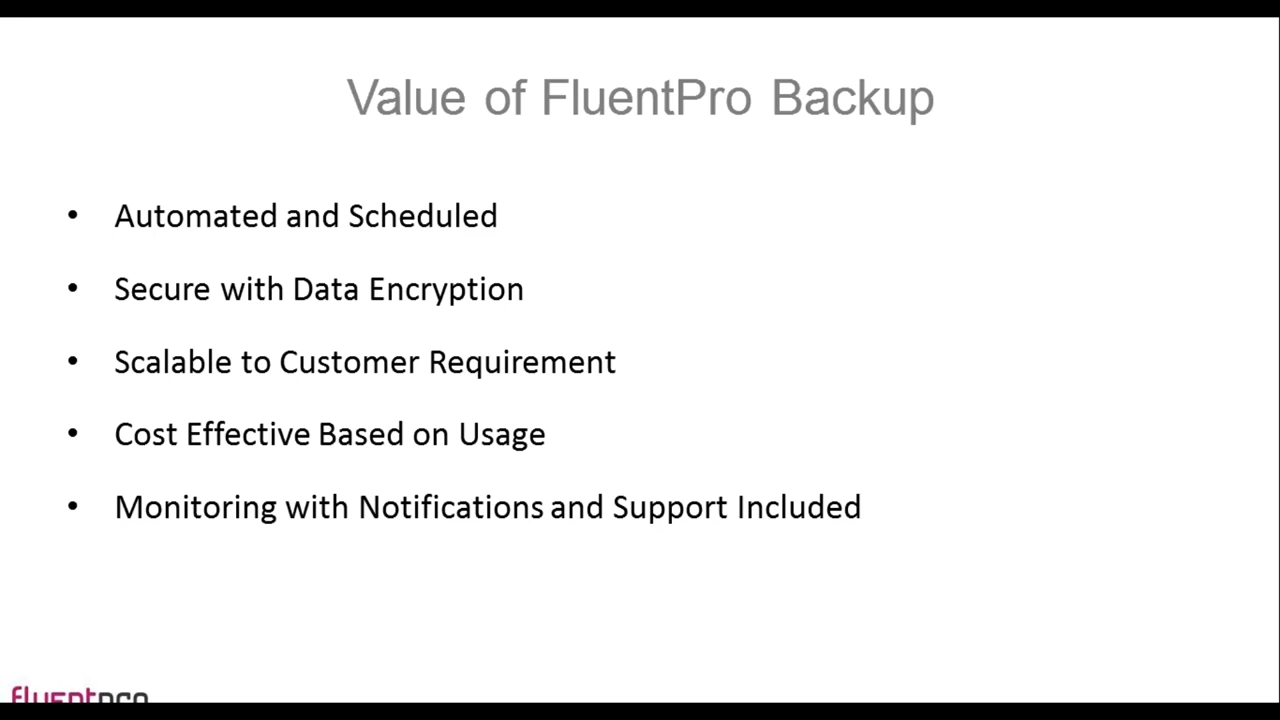 Value of FluentPro Backup
• Automated and Scheduled
• Secure with Data Encryption
• Scalable to Customer Requirement
• Cost Effective Based on Usage
• Monitoring with Notifications and Support Included
fluentpro